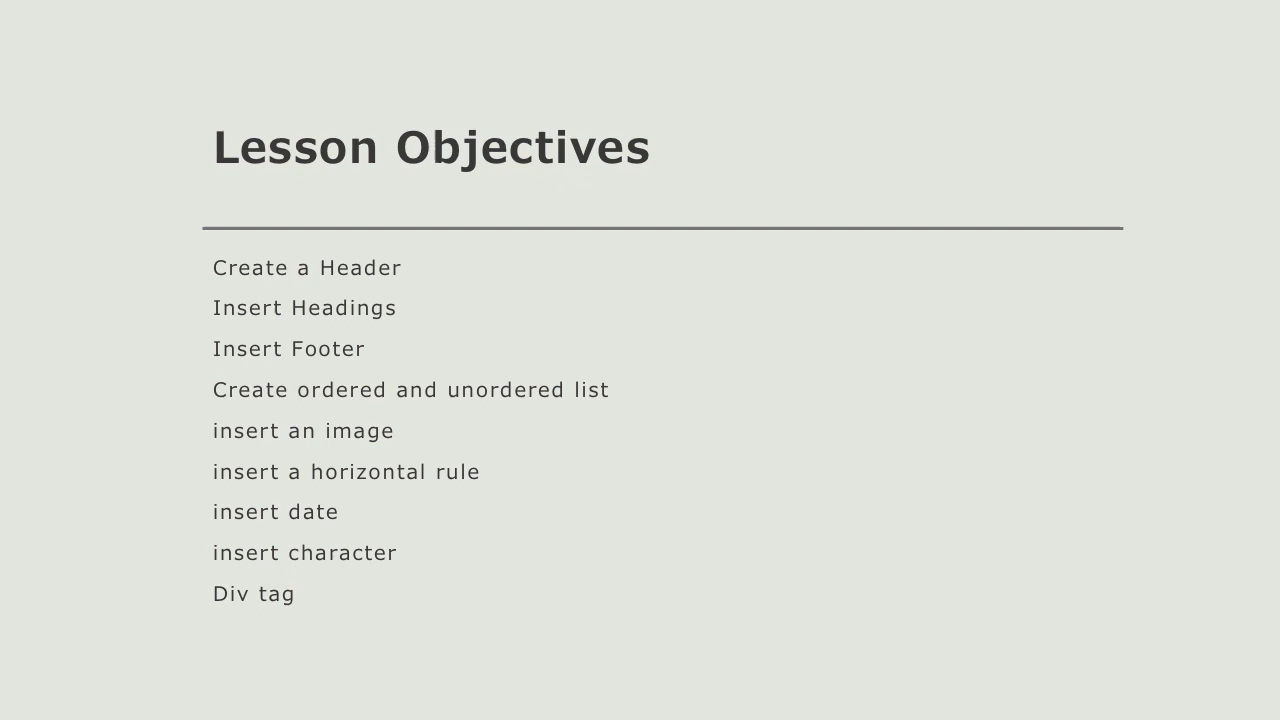 Lesson Objectives
Create a Header
Insert Headings
Insert Footer
Create ordered and unordered list
insert an image
insert a horizontal rule
insert date
insert character
Div tag